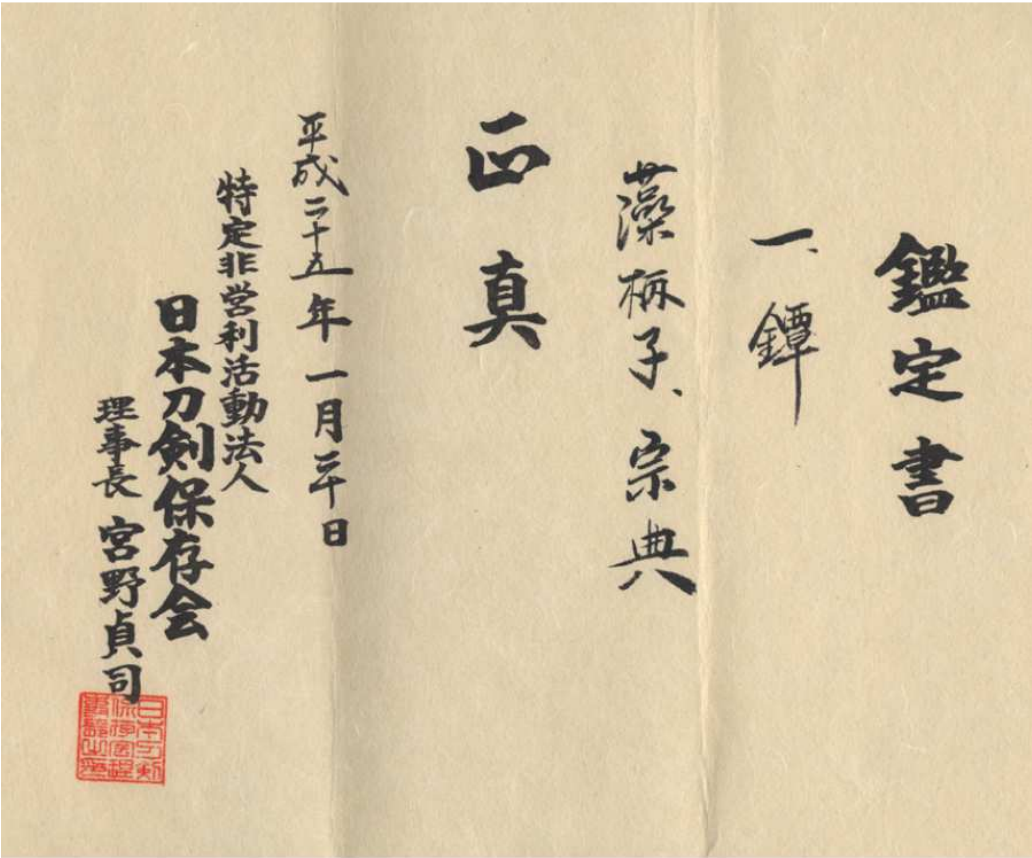 鑑定書
一、鐔
藻柄子、宗典
正真
平成二十五年一月三十日
特定非営利活動法人
日本刀剣保存会
理事長 宮野貞司